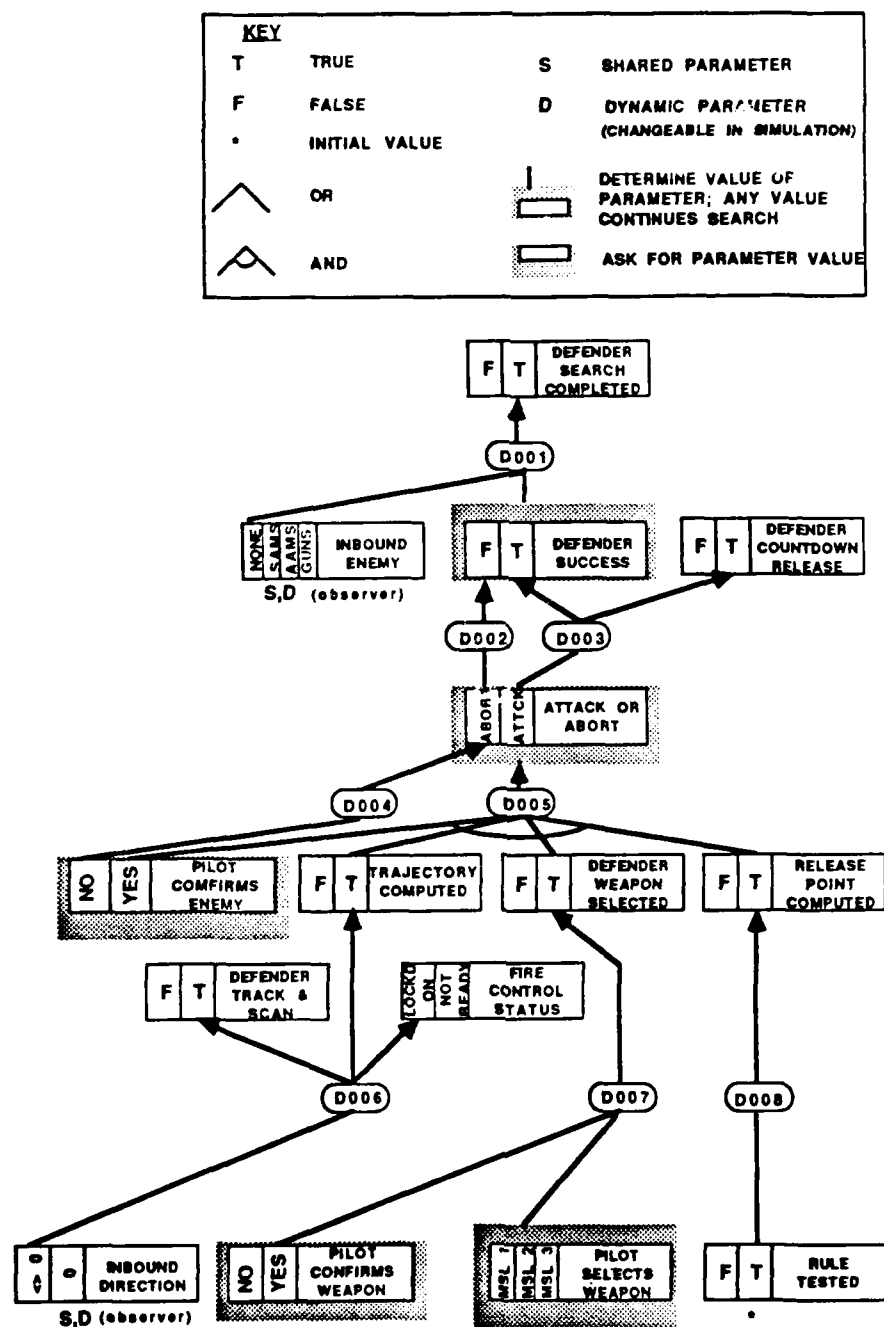 KEY
T TRUE
F FALSE
* INITIAL VALUE
OR
AND
S SHARED PARAMETER
D DYNAMIC PARAMETER
(CHANGEABLE IN SIMULATION)
DETERMINE VALUE OF
PARAMETER; ANY VALUE
CONTINUES SEARCH
ASK FOR PARAMETER VALUE
F T DEFENDER
SEARCH
COMPLETED
D001
NONE
SAMS
AAMS
GUNS
INBOUND
ENEMY
S,D (observer)
F T DEFENDER
SUCCESS
F T DEFENDER
COUNTDOWN
RELEASE
D002
D003
ABORT
ATTCK
ATTACK OR
ABORT
D004
D005
NO
YES
PILOT
COMFIRMS
ENEMY
F T TRAJECTORY
COMPUTED
F T DEFENDER
WEAPON
SELECTED
F T RELEASE
POINT
COMPUTED
F T DEFENDER
TRACK &
SCAN
LOCKD
ON
NOT
READY
FIRE
CONTROL
STATUS
D006
D007
D008
<> 0
0
INBOUND
DIRECTION
S,D (observer)
NO
YES
PILOT
CONFIRMS
WEAPON
MSL 1
MSL 2
MSL 3
PILOT
SELECTS
WEAPON
F T RULE
TESTED
*